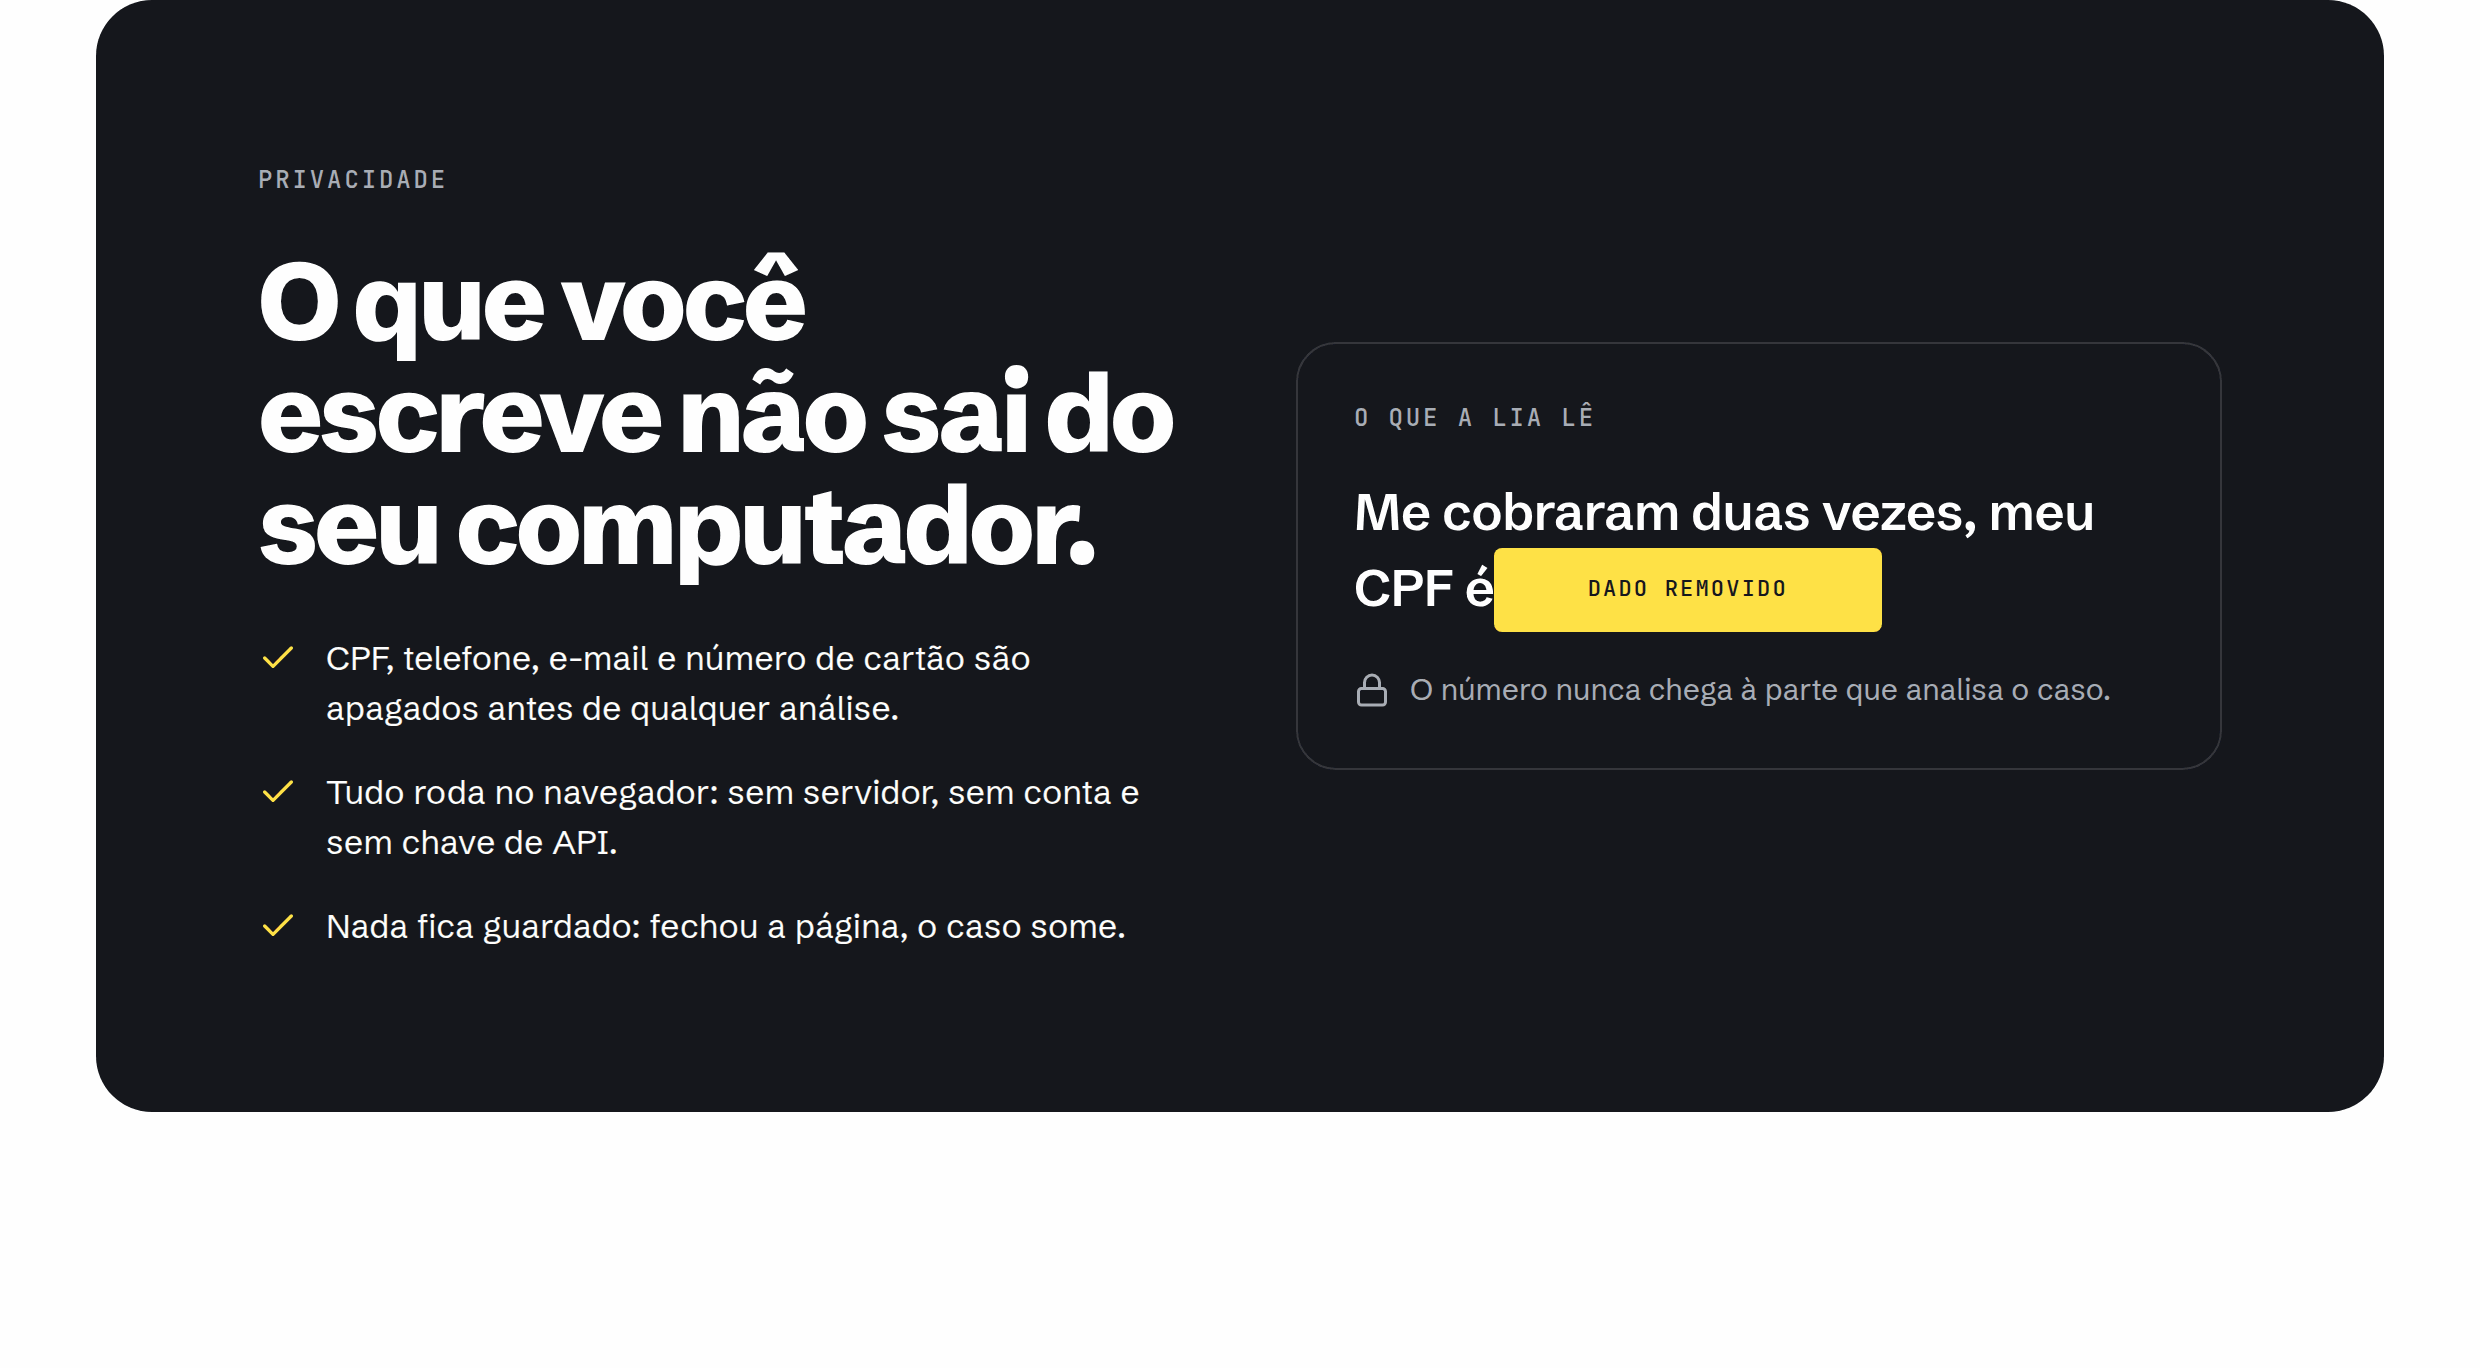 PRIVACIDADE
O que você
escreve não sai do
seu computador.
CPF, telefone, e-mail e número de cartão são
apagados antes de qualquer análise.
Tudo roda no navegador: sem servidor, sem conta e
sem chave de API.
Nada fica guardado: fechou a página, o caso some.
O QUE A LIA LÊ
Me cobraram duas vezes, meu
CPF é DADO REMOVIDO
O número nunca chega à parte que analisa o caso.